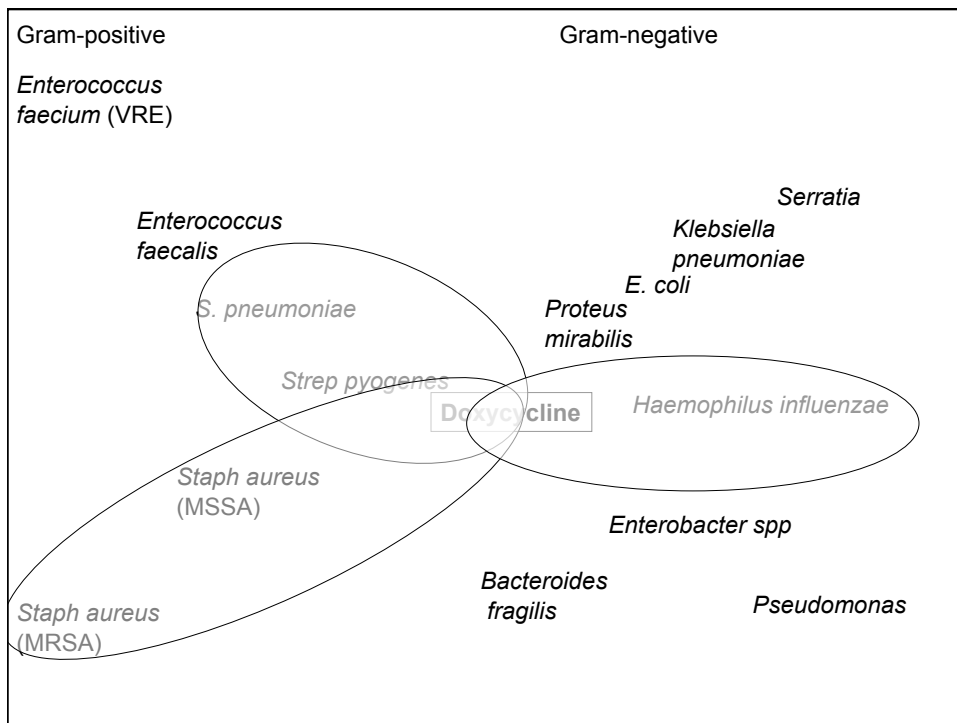 Gram-positive
Gram-negative
Enterococcus
faecium (VRE)
Serratia
Enterococcus
faecalis
Klebsiella
pneumoniae
E. coli
S. pneumoniae
Proteus
mirabilis
Strep pyogenes
Doxycycline
Haemophilus influenzae
Staph aureus
(MSSA)
Enterobacter spp
Bacteroides
fragilis
Pseudomonas
Staph aureus
(MRSA)